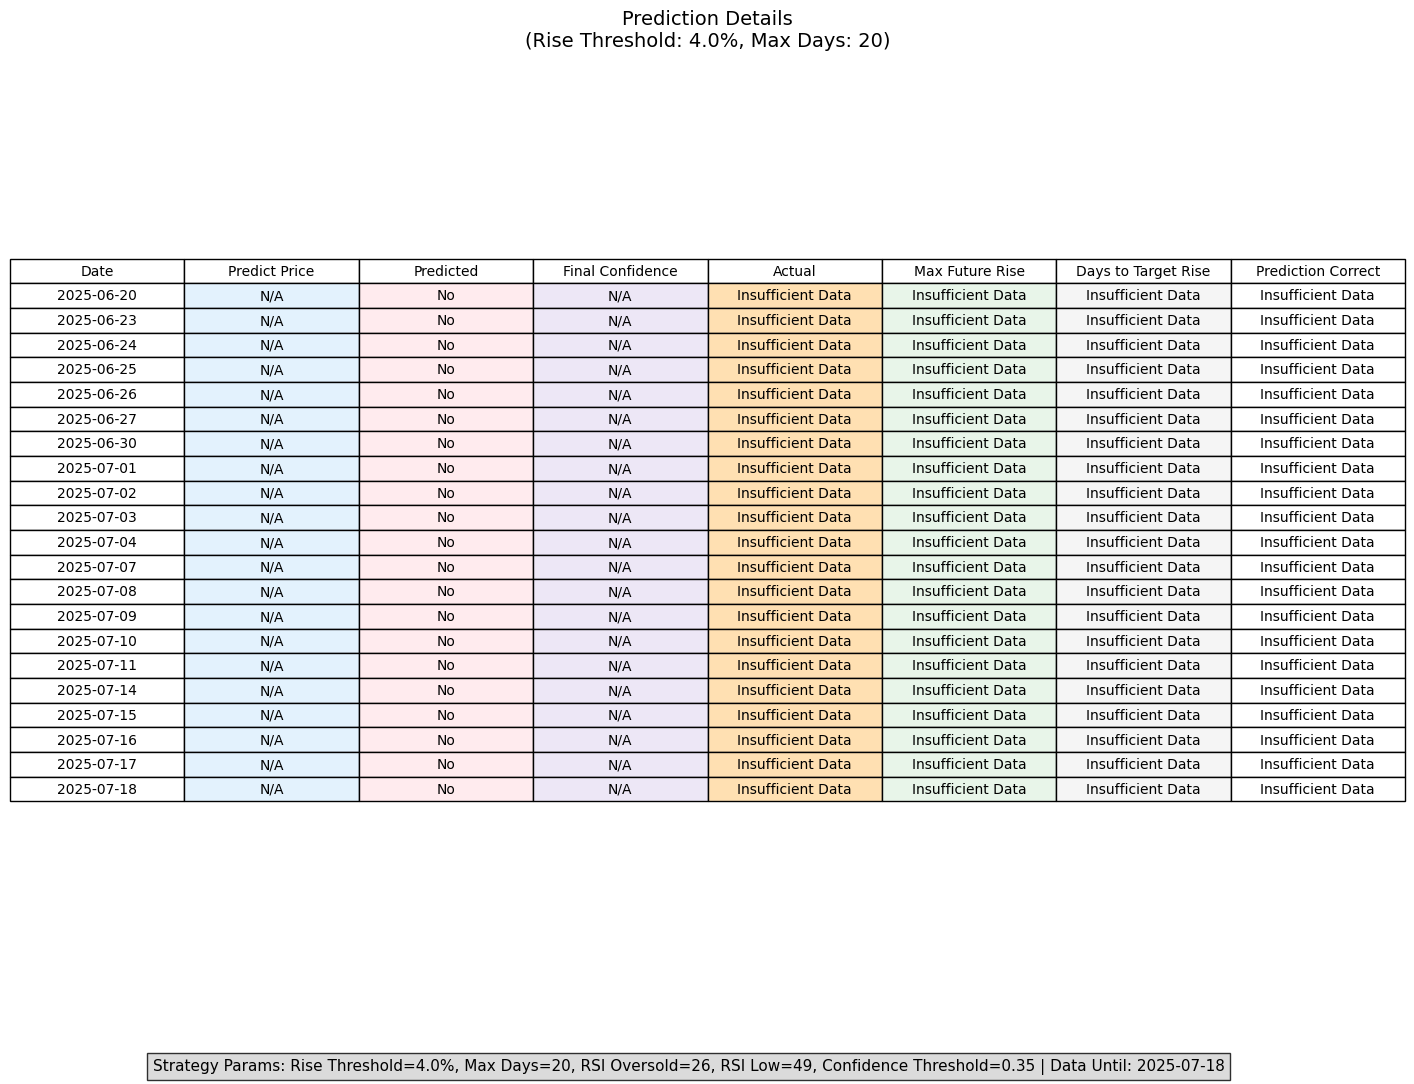 Prediction Details
(Rise Threshold: 4.0%, Max Days: 20)
Date Predict Price Predicted Final Confidence Actual Max Future Rise Days to Target Rise Prediction Correct
2025-06-20 N/A No N/A Insufficient Data Insufficient Data Insufficient Data Insufficient Data
2025-06-23 N/A No N/A Insufficient Data Insufficient Data Insufficient Data Insufficient Data
2025-06-24 N/A No N/A Insufficient Data Insufficient Data Insufficient Data Insufficient Data
2025-06-25 N/A No N/A Insufficient Data Insufficient Data Insufficient Data Insufficient Data
2025-06-26 N/A No N/A Insufficient Data Insufficient Data Insufficient Data Insufficient Data
2025-06-27 N/A No N/A Insufficient Data Insufficient Data Insufficient Data Insufficient Data
2025-06-30 N/A No N/A Insufficient Data Insufficient Data Insufficient Data Insufficient Data
2025-07-01 N/A No N/A Insufficient Data Insufficient Data Insufficient Data Insufficient Data
2025-07-02 N/A No N/A Insufficient Data Insufficient Data Insufficient Data Insufficient Data
2025-07-03 N/A No N/A Insufficient Data Insufficient Data Insufficient Data Insufficient Data
2025-07-04 N/A No N/A Insufficient Data Insufficient Data Insufficient Data Insufficient Data
2025-07-07 N/A No N/A Insufficient Data Insufficient Data Insufficient Data Insufficient Data
2025-07-08 N/A No N/A Insufficient Data Insufficient Data Insufficient Data Insufficient Data
2025-07-09 N/A No N/A Insufficient Data Insufficient Data Insufficient Data Insufficient Data
2025-07-10 N/A No N/A Insufficient Data Insufficient Data Insufficient Data Insufficient Data
2025-07-11 N/A No N/A Insufficient Data Insufficient Data Insufficient Data Insufficient Data
2025-07-14 N/A No N/A Insufficient Data Insufficient Data Insufficient Data Insufficient Data
2025-07-15 N/A No N/A Insufficient Data Insufficient Data Insufficient Data Insufficient Data
2025-07-16 N/A No N/A Insufficient Data Insufficient Data Insufficient Data Insufficient Data
2025-07-17 N/A No N/A Insufficient Data Insufficient Data Insufficient Data Insufficient Data
2025-07-18 N/A No N/A Insufficient Data Insufficient Data Insufficient Data Insufficient Data
Strategy Params: Rise Threshold=4.0%, Max Days=20, RSI Oversold=26, RSI Low=49, Confidence Threshold=0.35 | Data Until: 2025-07-18